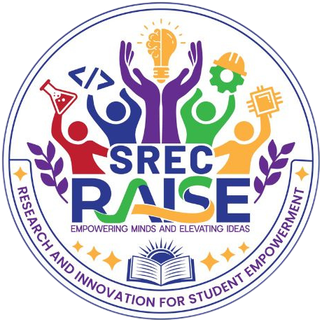 </>
SREC
RAISE
EMPOWERING MINDS AND ELEVATING IDEAS
RESEARCH AND INNOVATION FOR STUDENT EMPOWERMENT